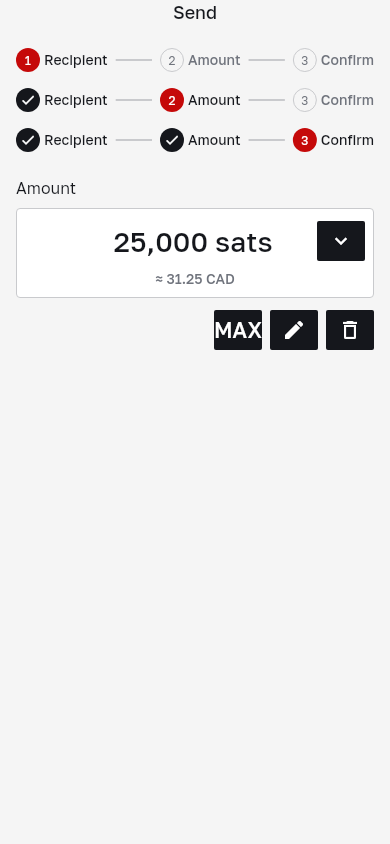 Send
1 Recipient 2 Amount 3 Confirm
Recipient 2 Amount 3 Confirm
Recipient Amount 3 Confirm
Amount
25,000 sats
≈ 31.25 CAD
MAX